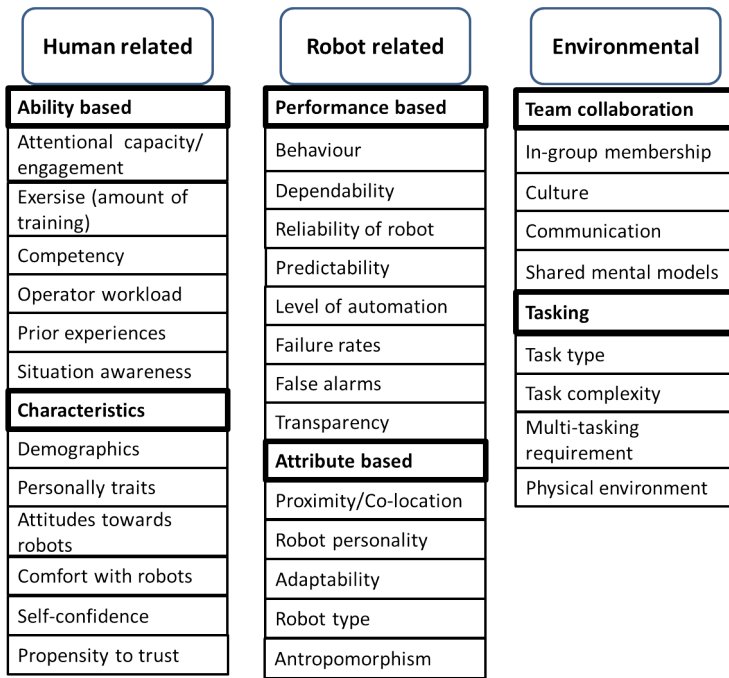 Human related
Ability based
Attentional capacity/
engagement
Exersise (amount of
training)
Competency
Operator workload
Prior experiences
Situation awareness
Characteristics
Demographics
Personally traits
Attitudes towards
robots
Comfort with robots
Self-confidence
Propensity to trust
Robot related
Performance based
Behaviour
Dependability
Reliability of robot
Predictability
Level of automation
Failure rates
False alarms
Transparency
Attribute based
Proximity/Co-location
Robot personality
Adaptability
Robot type
Antropomorphism
Environmental
Team collaboration
In-group membership
Culture
Communication
Shared mental models
Tasking
Task type
Task complexity
Multi-tasking
requirement
Physical environment